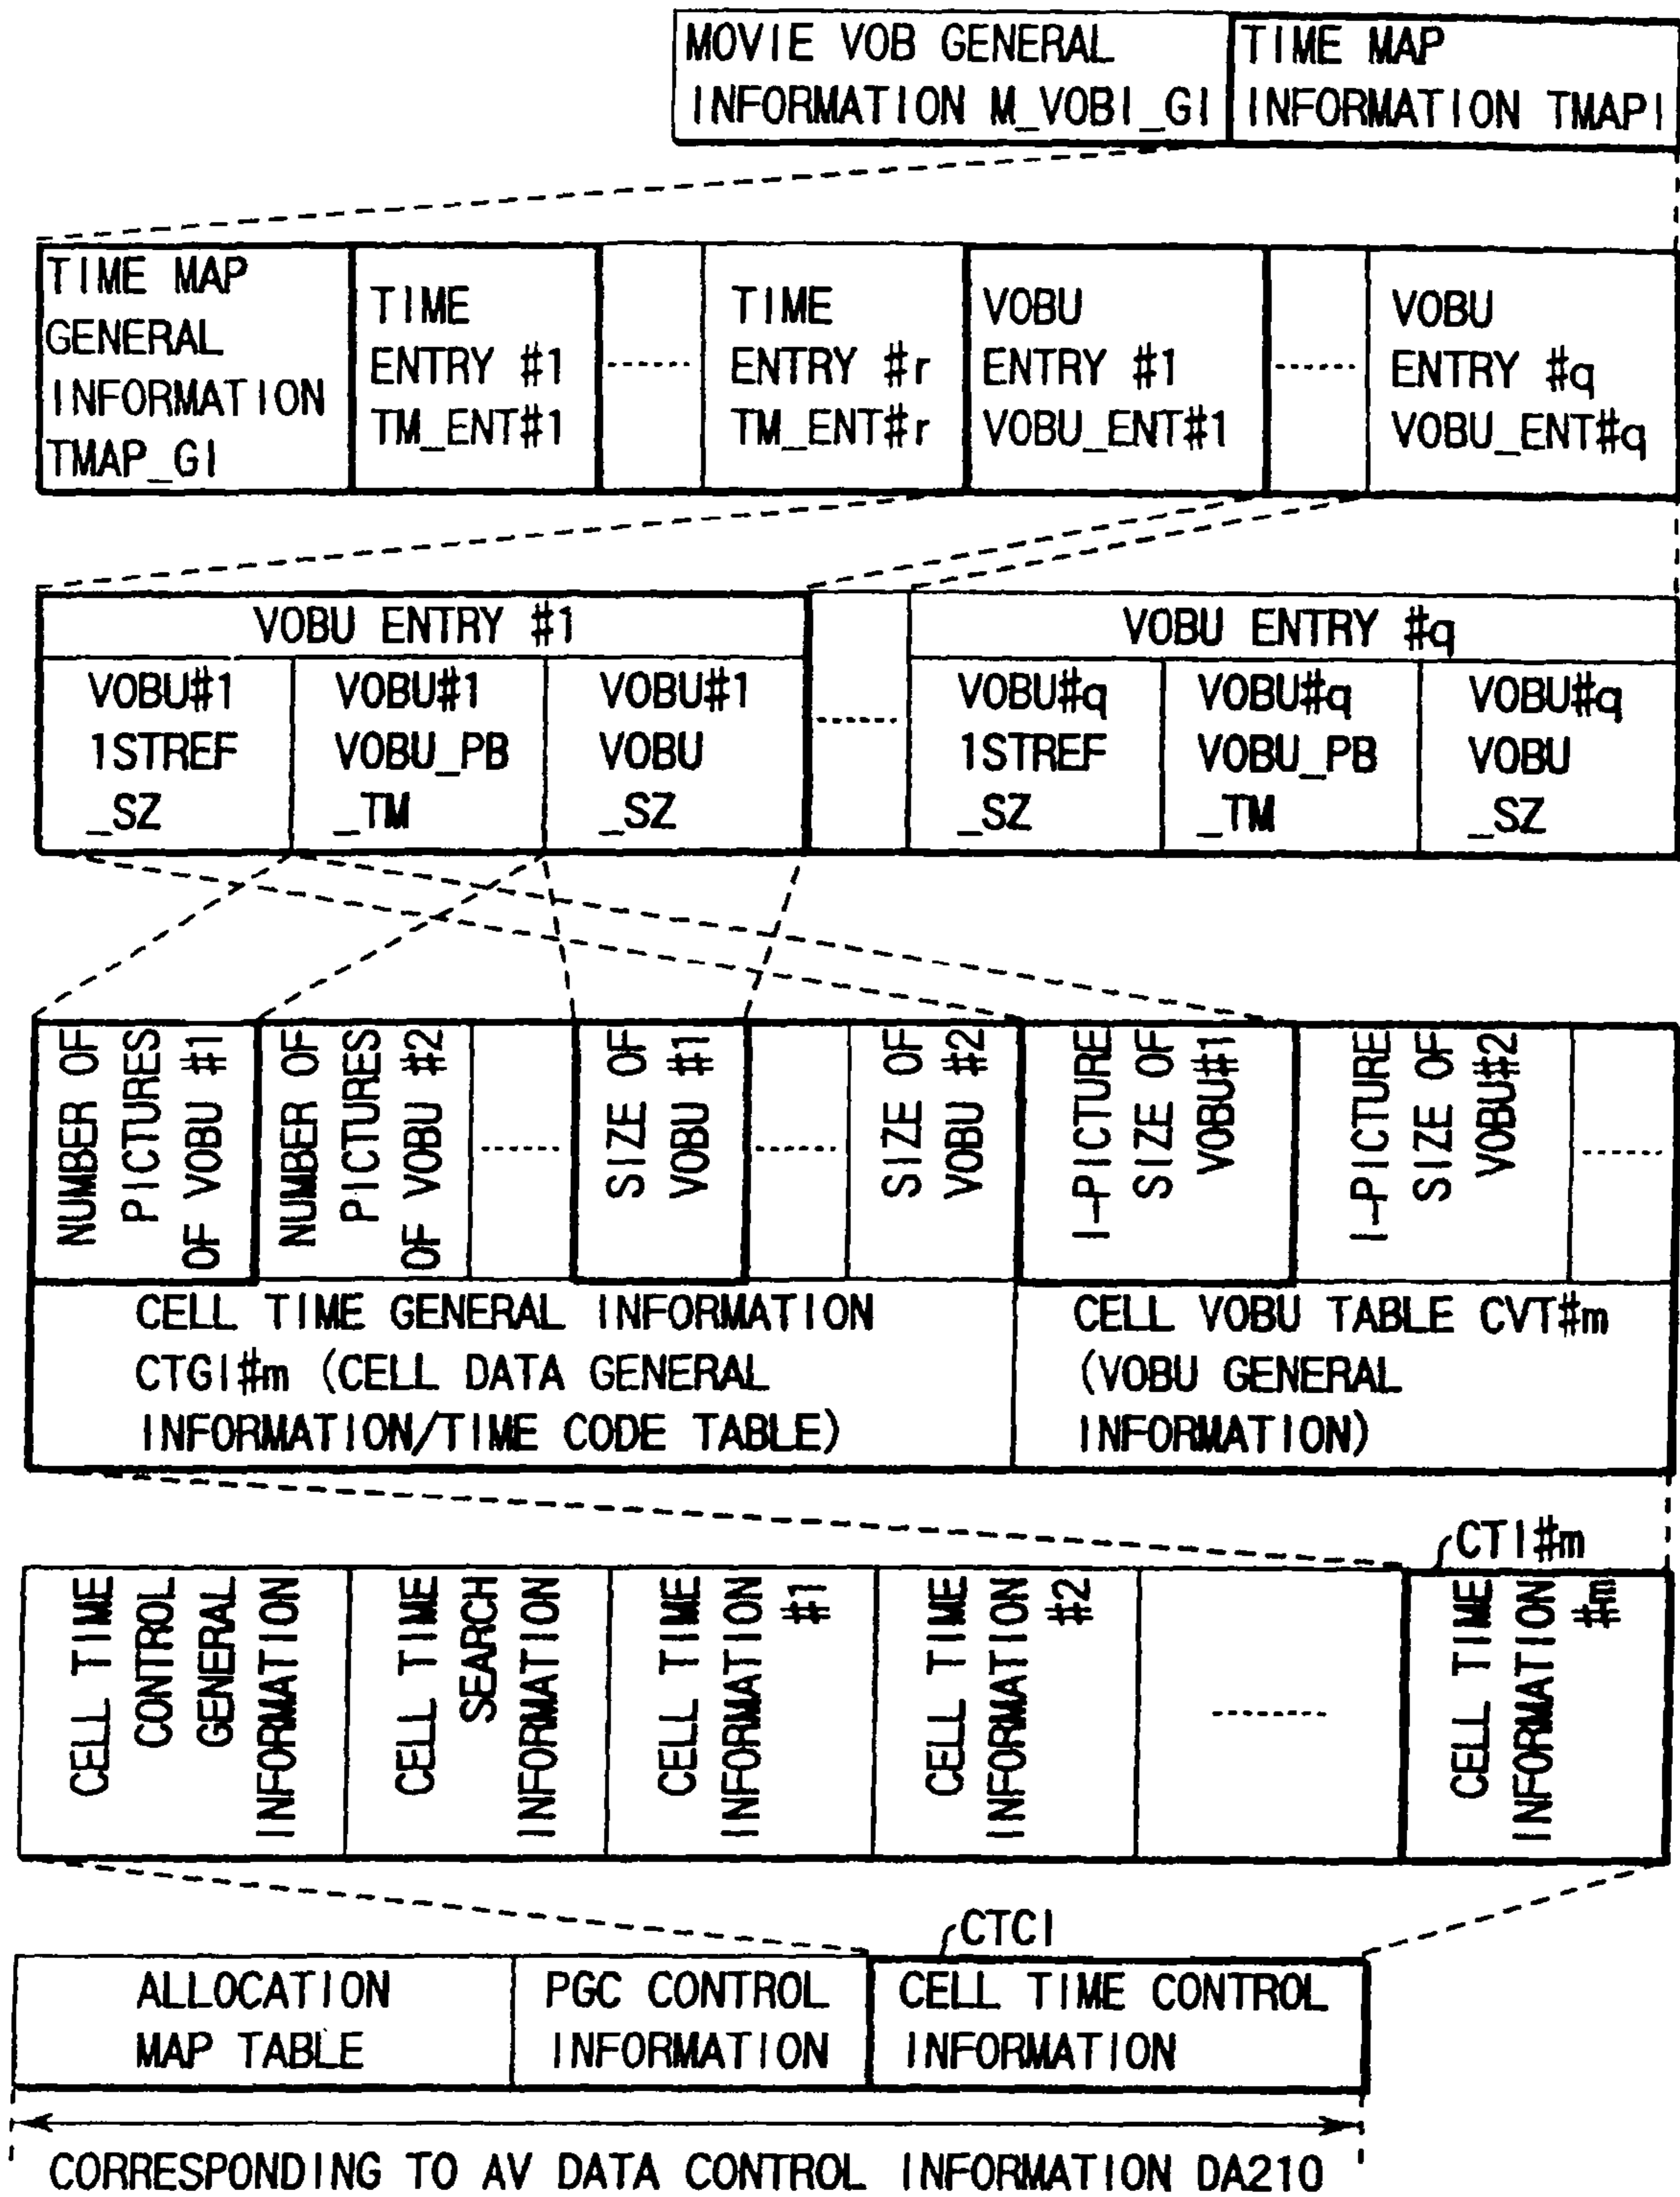 MOVIE VOB GENERAL
INFORMATION M_VOBI_GI
TIME MAP
INFORMATION TMAPI
TIME MAP
GENERAL
INFORMATION
TMAP_GI
TIME
ENTRY #1
TM_ENT#1
TIME
ENTRY #r
TM_ENT#r
VOBU
ENTRY #1
VOBU_ENT#1
VOBU
ENTRY #q
VOBU_ENT#q
VOBU ENTRY #1
VOBU#1
1STREF
_SZ
VOBU#1
VOBU_PB
_TM
VOBU#1
VOBU
_SZ
VOBU ENTRY #q
VOBU#q
1STREF
_SZ
VOBU#q
VOBU_PB
_TM
VOBU#q
VOBU
_SZ
NUMBER OF
PICTURES
OF VOBU #1
NUMBER OF
PICTURES
OF VOBU #2
SIZE OF
VOBU #1
SIZE OF
VOBU #2
I-PICTURE
SIZE OF
VOBU#1
I-PICTURE
SIZE OF
VOBU#2
CELL TIME GENERAL INFORMATION
CTGI#m (CELL DATA GENERAL
INFORMATION/TIME CODE TABLE)
CELL VOBU TABLE CVT#m
(VOBU GENERAL
INFORMATION)
CTI#m
CELL TIME
CONTROL
GENERAL
INFORMATION
CELL TIME
SEARCH
INFORMATION
CELL TIME
INFORMATION
#1
CELL TIME
INFORMATION
#2
CELL TIME
INFORMATION
#m
CTCI
ALLOCATION
MAP TABLE
PGC CONTROL
INFORMATION
CELL TIME CONTROL
INFORMATION
CORRESPONDING TO AV DATA CONTROL INFORMATION DA210